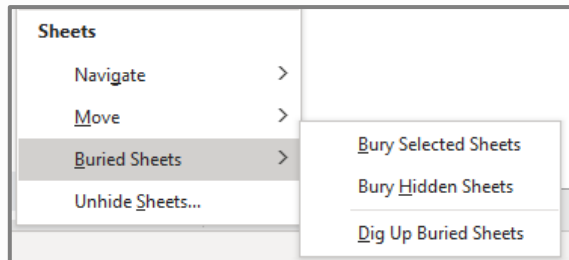 Sheets
Navigate
Move
Buried Sheets
Unhide Sheets...
Bury Selected Sheets
Bury Hidden Sheets
Dig Up Buried Sheets